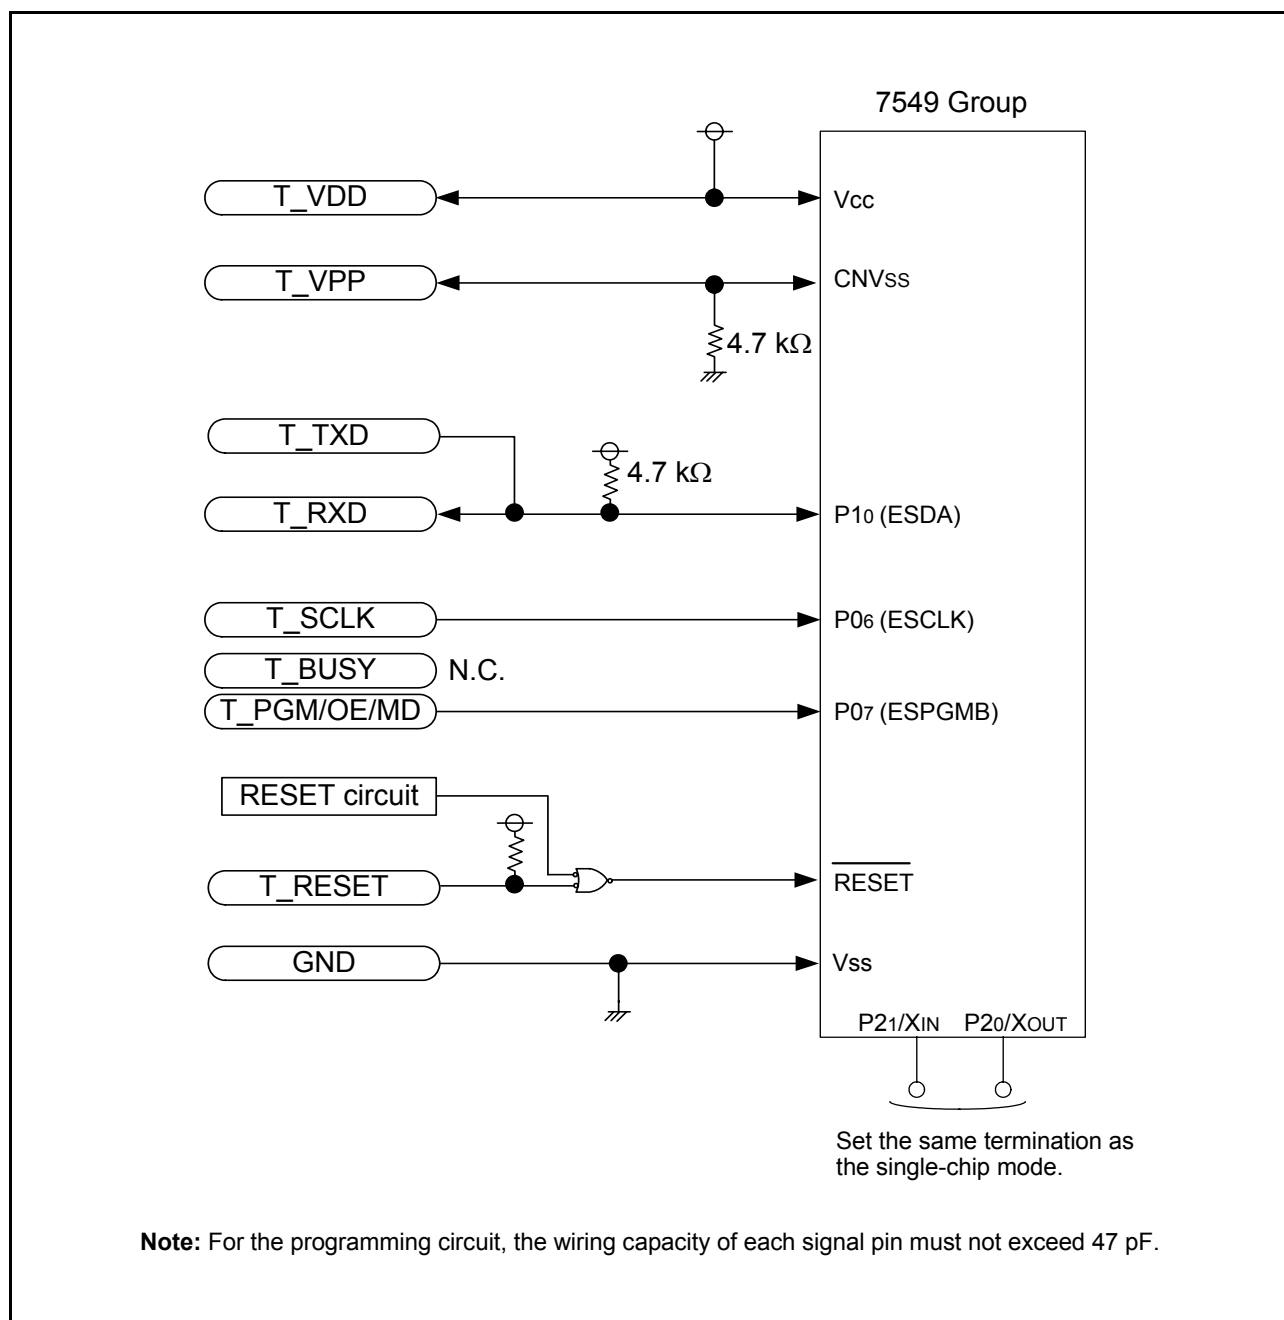 7549 Group
T_VDD
Vcc
T_VPP
CNVss
4.7 kΩ
T_TXD
4.7 kΩ
T_RXD
P10 (ESDA)
T_SCLK
P06 (ESCLK)
T_BUSY N.C.
T_PGM/OE/MD
P07 (ESPGMB)
RESET circuit
T_RESET
RESET
GND
Vss
P21/XIN P20/XOUT
Set the same termination as
the single-chip mode.
Note: For the programming circuit, the wiring capacity of each signal pin must not exceed 47 pF.